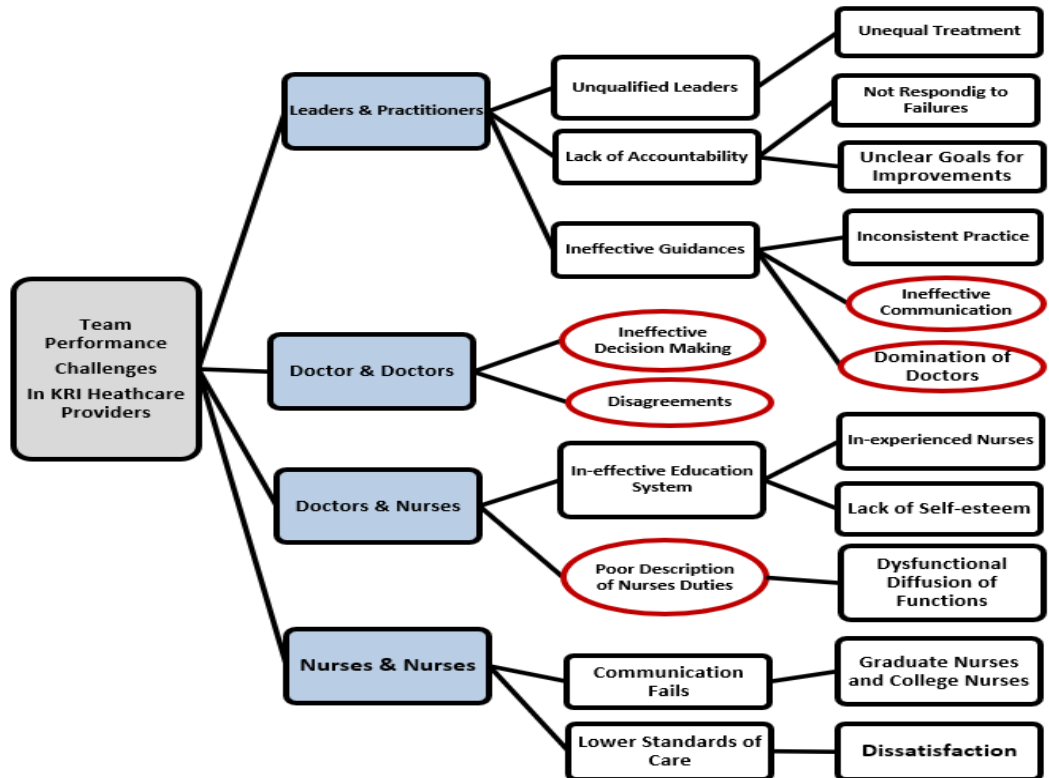 Team
Performance
Challenges
In KRI Heathcare
Providers
Leaders & Practitioners
Unqualified Leaders
Unequal Treatment
Lack of Accountability
Not Respondig to
Failures
Unclear Goals for
Improvements
Ineffective Guidances
Inconsistent Practice
Ineffective
Communication
Domination of
Doctors
Doctor & Doctors
Ineffective
Decision Making
Disagreements
Doctors & Nurses
In-effective Education
System
In-experienced Nurses
Lack of Self-esteem
Poor Description
of Nurses Duties
Dysfunctional
Diffusion of
Functions
Nurses & Nurses
Communication
Fails
Graduate Nurses
and College Nurses
Lower Standards of
Care
Dissatisfaction